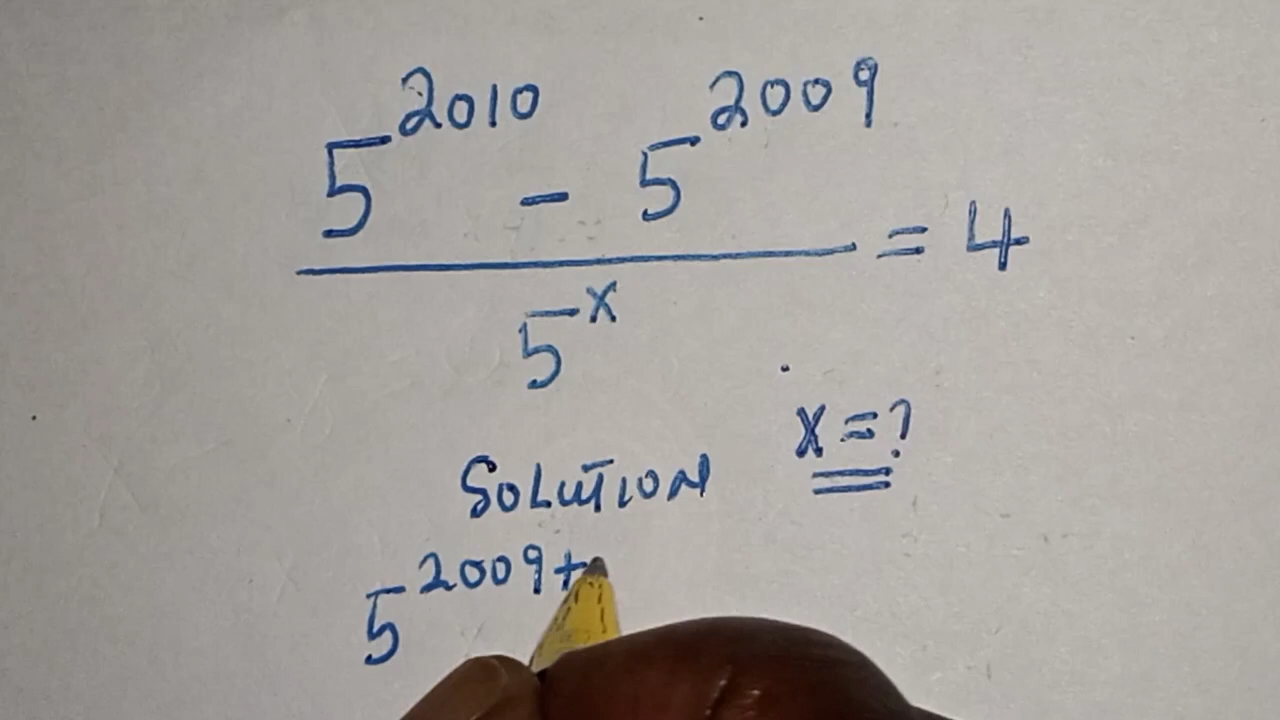 5^2010 - 5^2009
/ 5^x = 4
x = ?
SOLUTION
5^2009+